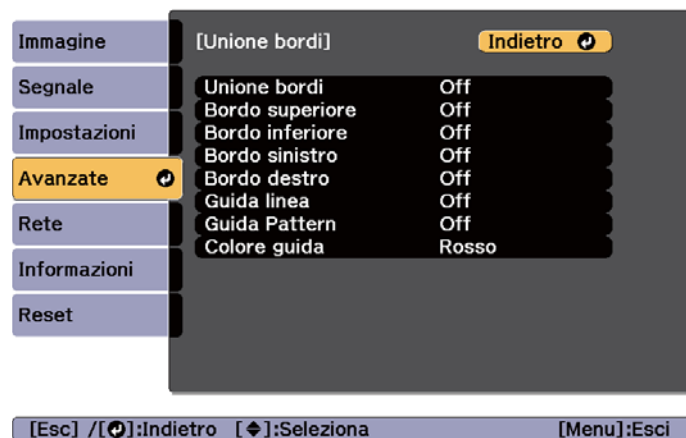 Immagine
Segnale
Impostazioni
Avanzate
Rete
Informazioni
Reset
[Unione bordi] Indietro
Unione bordi Off
Bordo superiore Off
Bordo inferiore Off
Bordo sinistro Off
Bordo destro Off
Guida linea Off
Guida Pattern Off
Colore guida Rosso
[Esc] /[⏎]:Indietro [◆]:Seleziona [Menu]:Esci